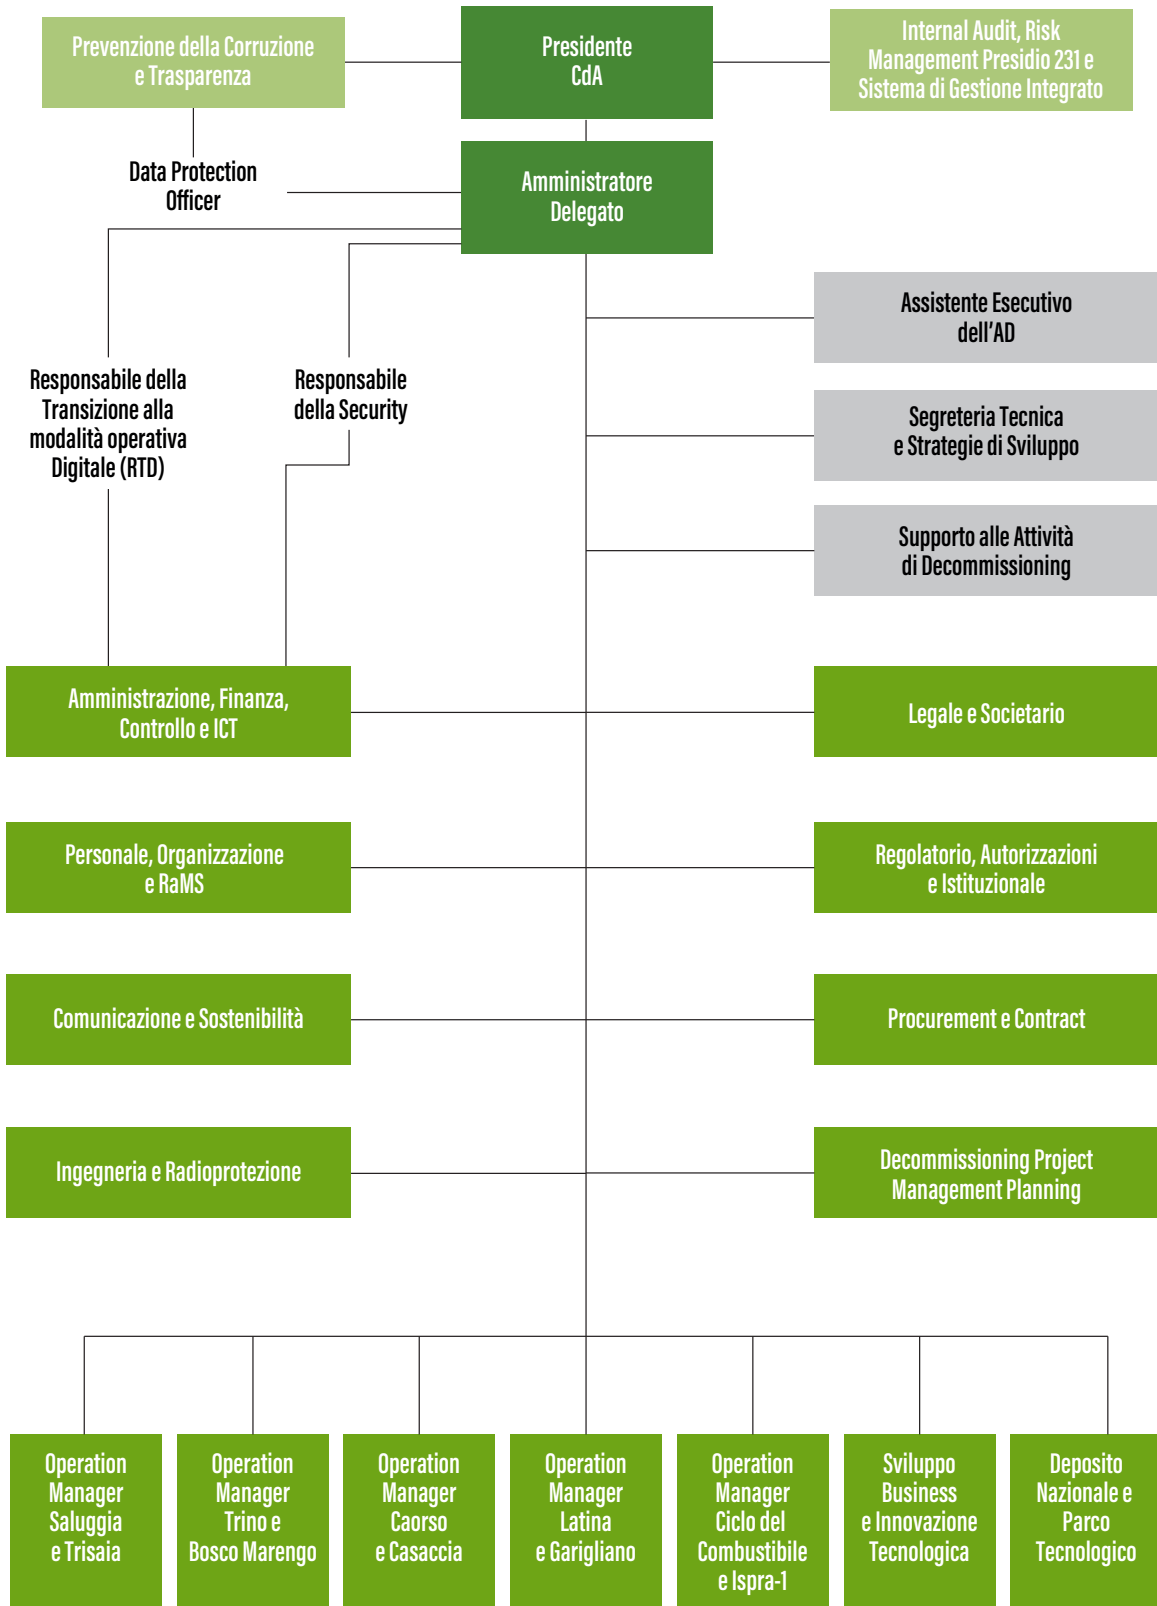 Prevenzione della Corruzione
e Trasparenza
Presidente
CdA
Internal Audit, Risk
Management Presidio 231 e
Sistema di Gestione Integrato
Data Protection
Officer
Amministratore
Delegato
Assistente Esecutivo
dell’AD
Responsabile della
Transizione alla
modalità operativa
Digitale (RTD)
Responsabile
della Security
Segreteria Tecnica
e Strategie di Sviluppo
Supporto alle Attività
di Decommissioning
Amministrazione, Finanza,
Controllo e ICT
Legale e Societario
Personale, Organizzazione
e RaMS
Regolatorio, Autorizzazioni
e Istituzionale
Comunicazione e Sostenibilità
Procurement e Contract
Ingegneria e Radioprotezione
Decommissioning Project
Management Planning
Operation
Manager
Saluggia
e Trisaia
Operation
Manager
Trino e
Bosco Marengo
Operation
Manager
Caorso
e Casaccia
Operation
Manager
Latina
e Garigliano
Operation
Manager
Ciclo del
Combustibile
e Ispra-1
Sviluppo
Business
e Innovazione
Tecnologica
Deposito
Nazionale e
Parco
Tecnologico